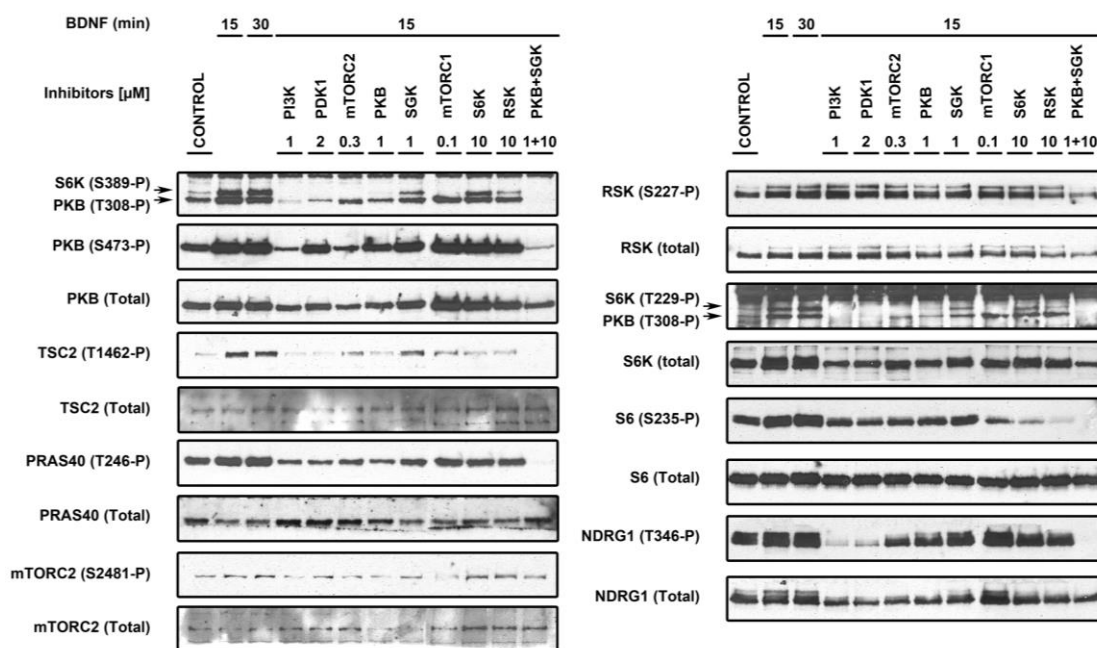 BDNF (min) 15 30 15
Inhibitors [µM] CONTROL PI3K PDK1 mTORC2 PKB SGK mTORC1 S6K RSK PKB+SGK
1 2 0.3 1 1 0.1 10 10 1+10
S6K (S389-P)
PKB (T308-P)
PKB (S473-P)
PKB (Total)
TSC2 (T1462-P)
TSC2 (Total)
PRAS40 (T246-P)
PRAS40 (Total)
mTORC2 (S2481-P)
mTORC2 (Total)
15 30 15
CONTROL PI3K PDK1 mTORC2 PKB SGK mTORC1 S6K RSK PKB+SGK
1 2 0.3 1 1 0.1 10 10 1+10
RSK (S227-P)
RSK (total)
S6K (T229-P)
PKB (T308-P)
S6K (total)
S6 (S235-P)
S6 (Total)
NDRG1 (T346-P)
NDRG1 (Total)